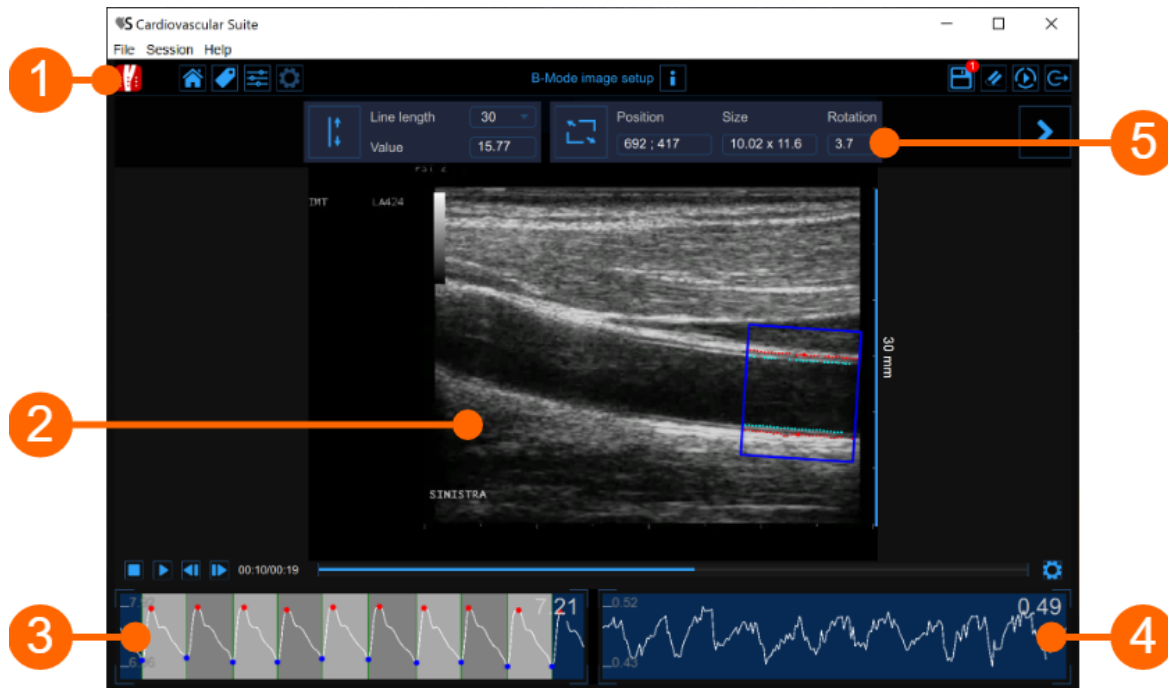 Cardiovascular Suite
File Session Help
1
B-Mode image setup i
1
Line length 30
Position Size Rotation
Value 15.77
692 ; 417 10.02 x 11.6 3.7
5
IMT LA424
30 mm
2
SINISTRA
00:10/00:19
7.21
0.52 0.49
3
4
0.43